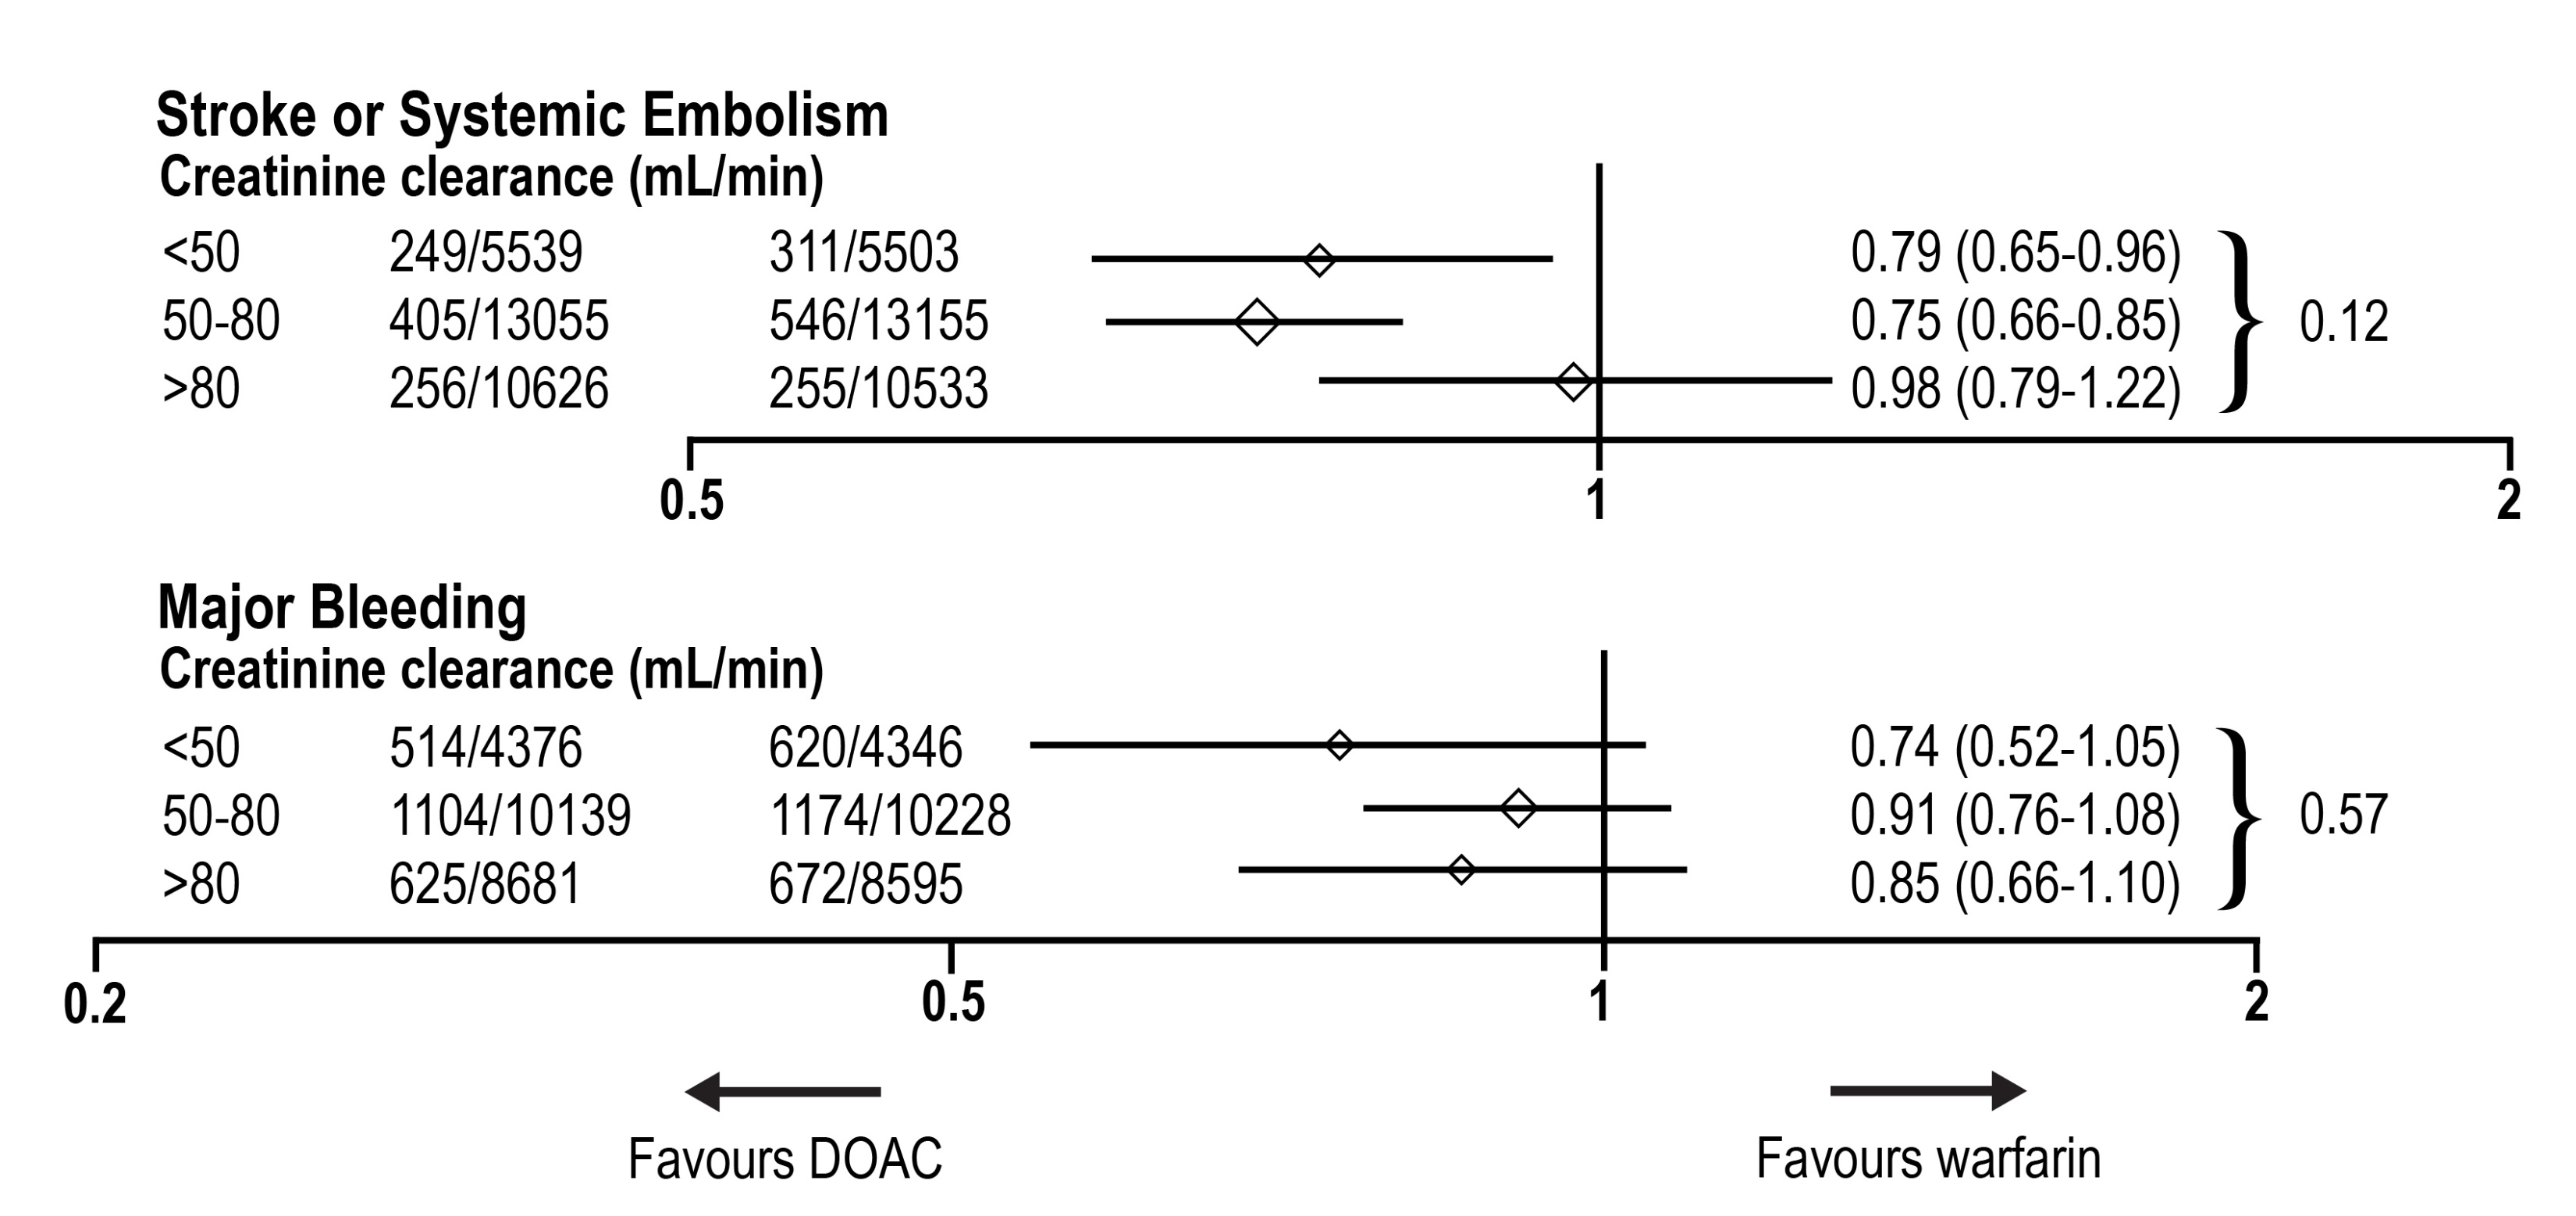 Stroke or Systemic Embolism
Creatinine clearance (mL/min)
<50 249/5539 311/5503 0.79 (0.65-0.96)
50-80 405/13055 546/13155 0.75 (0.66-0.85) 0.12
>80 256/10626 255/10533 0.98 (0.79-1.22)
0.5 1 2
Major Bleeding
Creatinine clearance (mL/min)
<50 514/4376 620/4346 0.74 (0.52-1.05)
50-80 1104/10139 1174/10228 0.91 (0.76-1.08) 0.57
>80 625/8681 672/8595 0.85 (0.66-1.10)
0.2 0.5 1 2
Favours DOAC Favours warfarin